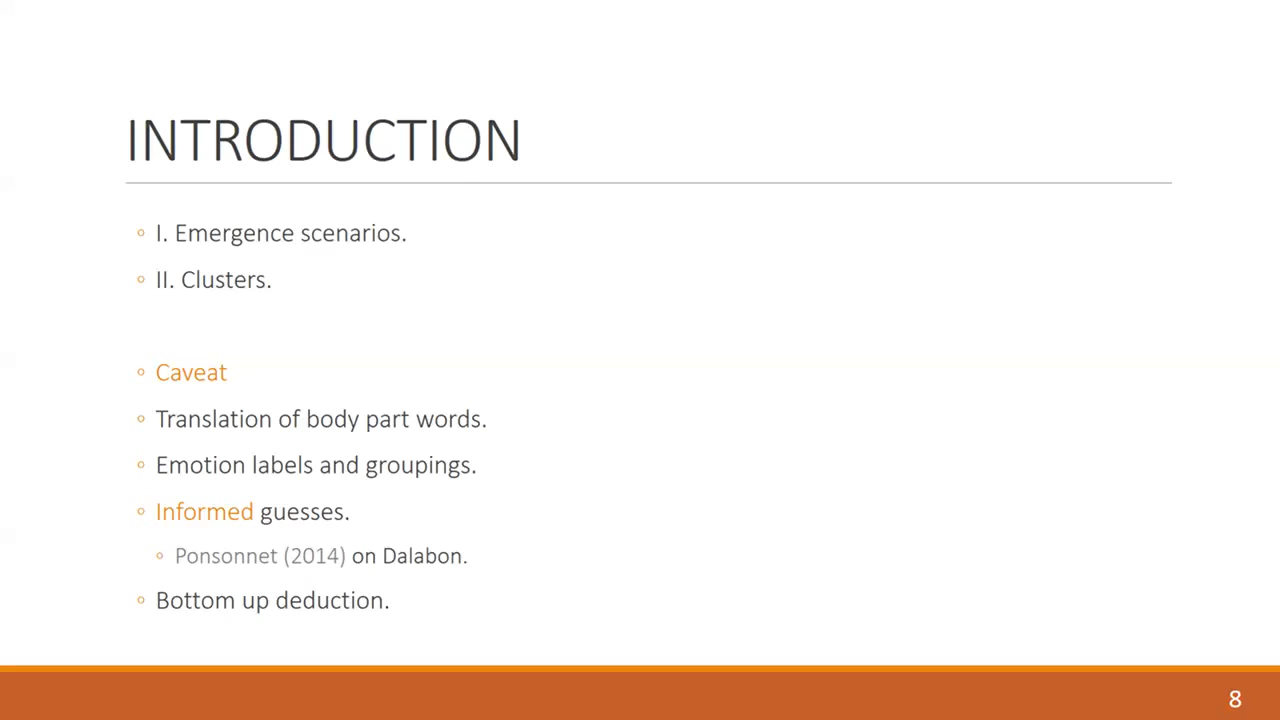 INTRODUCTION
I. Emergence scenarios.
II. Clusters.
Caveat
Translation of body part words.
Emotion labels and groupings.
Informed guesses.
Ponsonnet (2014) on Dalabon.
Bottom up deduction.
8